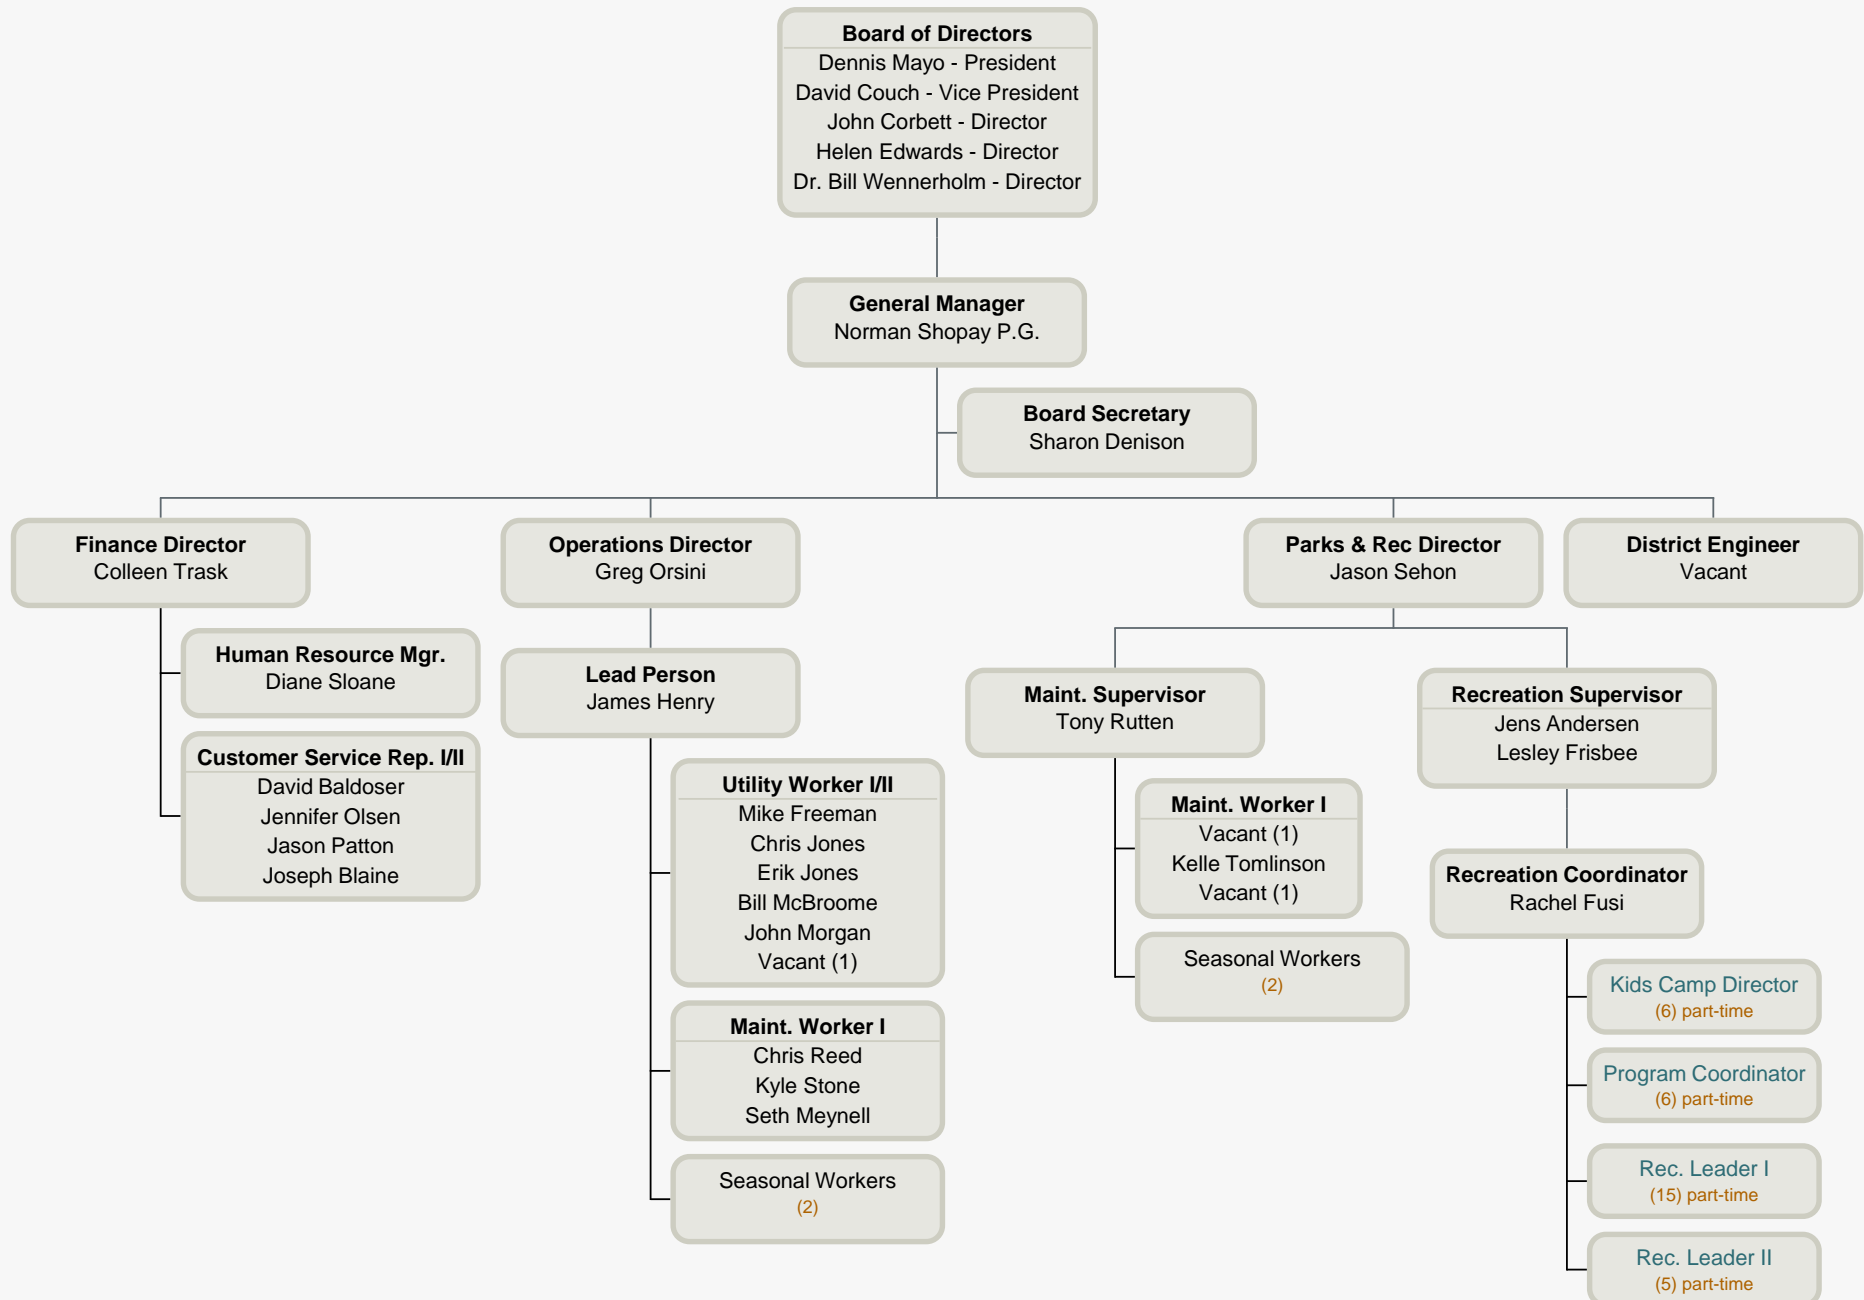 Board of Directors
Dennis Mayo - President
David Couch - Vice President
John Corbett - Director
Helen Edwards - Director
Dr. Bill Wennerholm - Director
General Manager
Norman Shopay P.G.
Board Secretary
Sharon Denison
Finance Director
Colleen Trask
Human Resource Mgr.
Diane Sloane
Customer Service Rep. I/II
David Baldoser
Jennifer Olsen
Jason Patton
Joseph Blaine
Operations Director
Greg Orsini
Lead Person
James Henry
Utility Worker I/II
Mike Freeman
Chris Jones
Erik Jones
Bill McBroome
John Morgan
Vacant (1)
Maint. Worker I
Chris Reed
Kyle Stone
Seth Meynell
Seasonal Workers
(2)
Parks & Rec Director
Jason Sehon
Maint. Supervisor
Tony Rutten
Maint. Worker I
Vacant (1)
Kelle Tomlinson
Vacant (1)
Seasonal Workers
(2)
Recreation Supervisor
Jens Andersen
Lesley Frisbee
Recreation Coordinator
Rachel Fusi
Kids Camp Director
(6) part-time
Program Coordinator
(6) part-time
Rec. Leader I
(15) part-time
Rec. Leader II
(5) part-time
District Engineer
Vacant